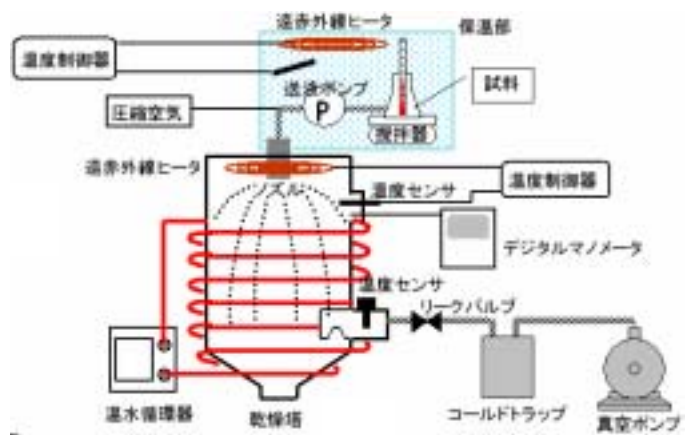 遠赤外線ヒータ
保温部
温度制御器
送液ポンプ
試料
P
圧縮空気
攪拌器
遠赤外線ヒータ
ノズル
温度センサ
温度制御器
デジタルマノメータ
温度センサ
リークバルブ
温水循環器
乾燥塔
コールドトラップ
真空ポンプ